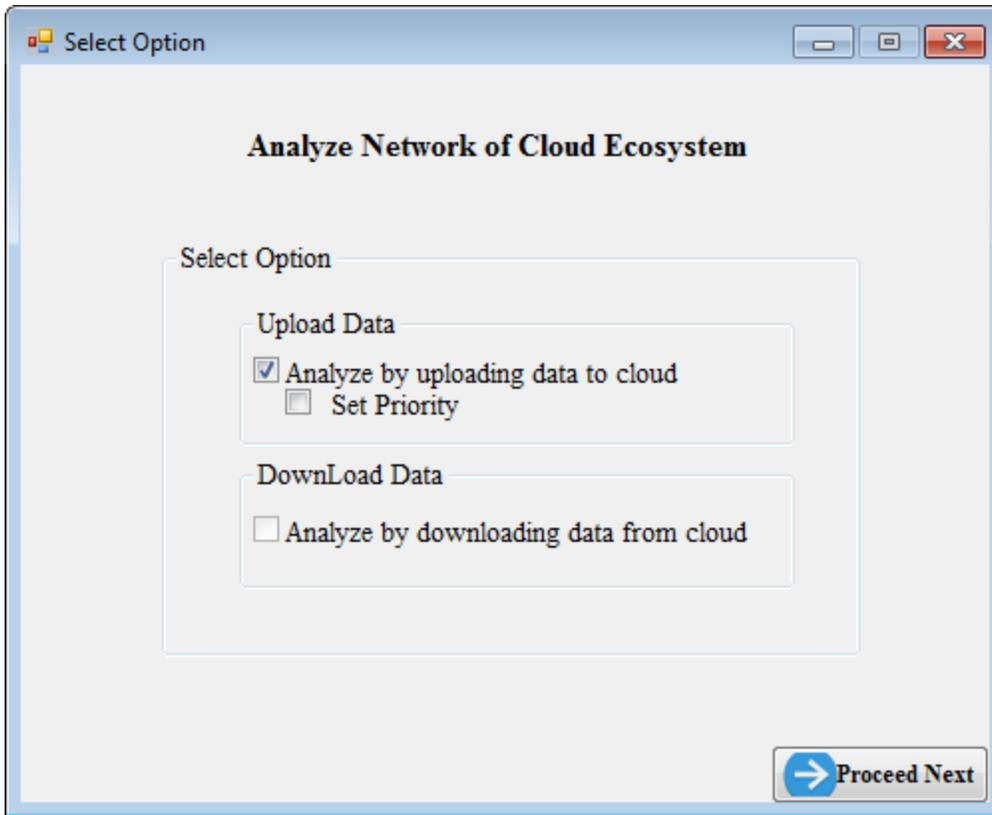 Select Option
Analyze Network of Cloud Ecosystem
Select Option
Upload Data
Analyze by uploading data to cloud
Set Priority
DownLoad Data
Analyze by downloading data from cloud
Proceed Next